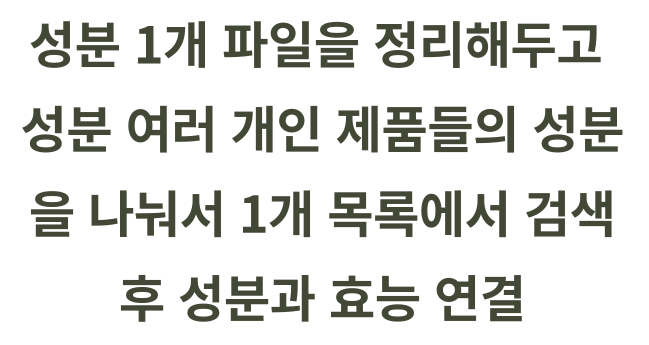 성분 1개 파일을 정리해두고
성분 여러 개인 제품들의 성분
을 나눠서 1개 목록에서 검색
후 성분과 효능 연결